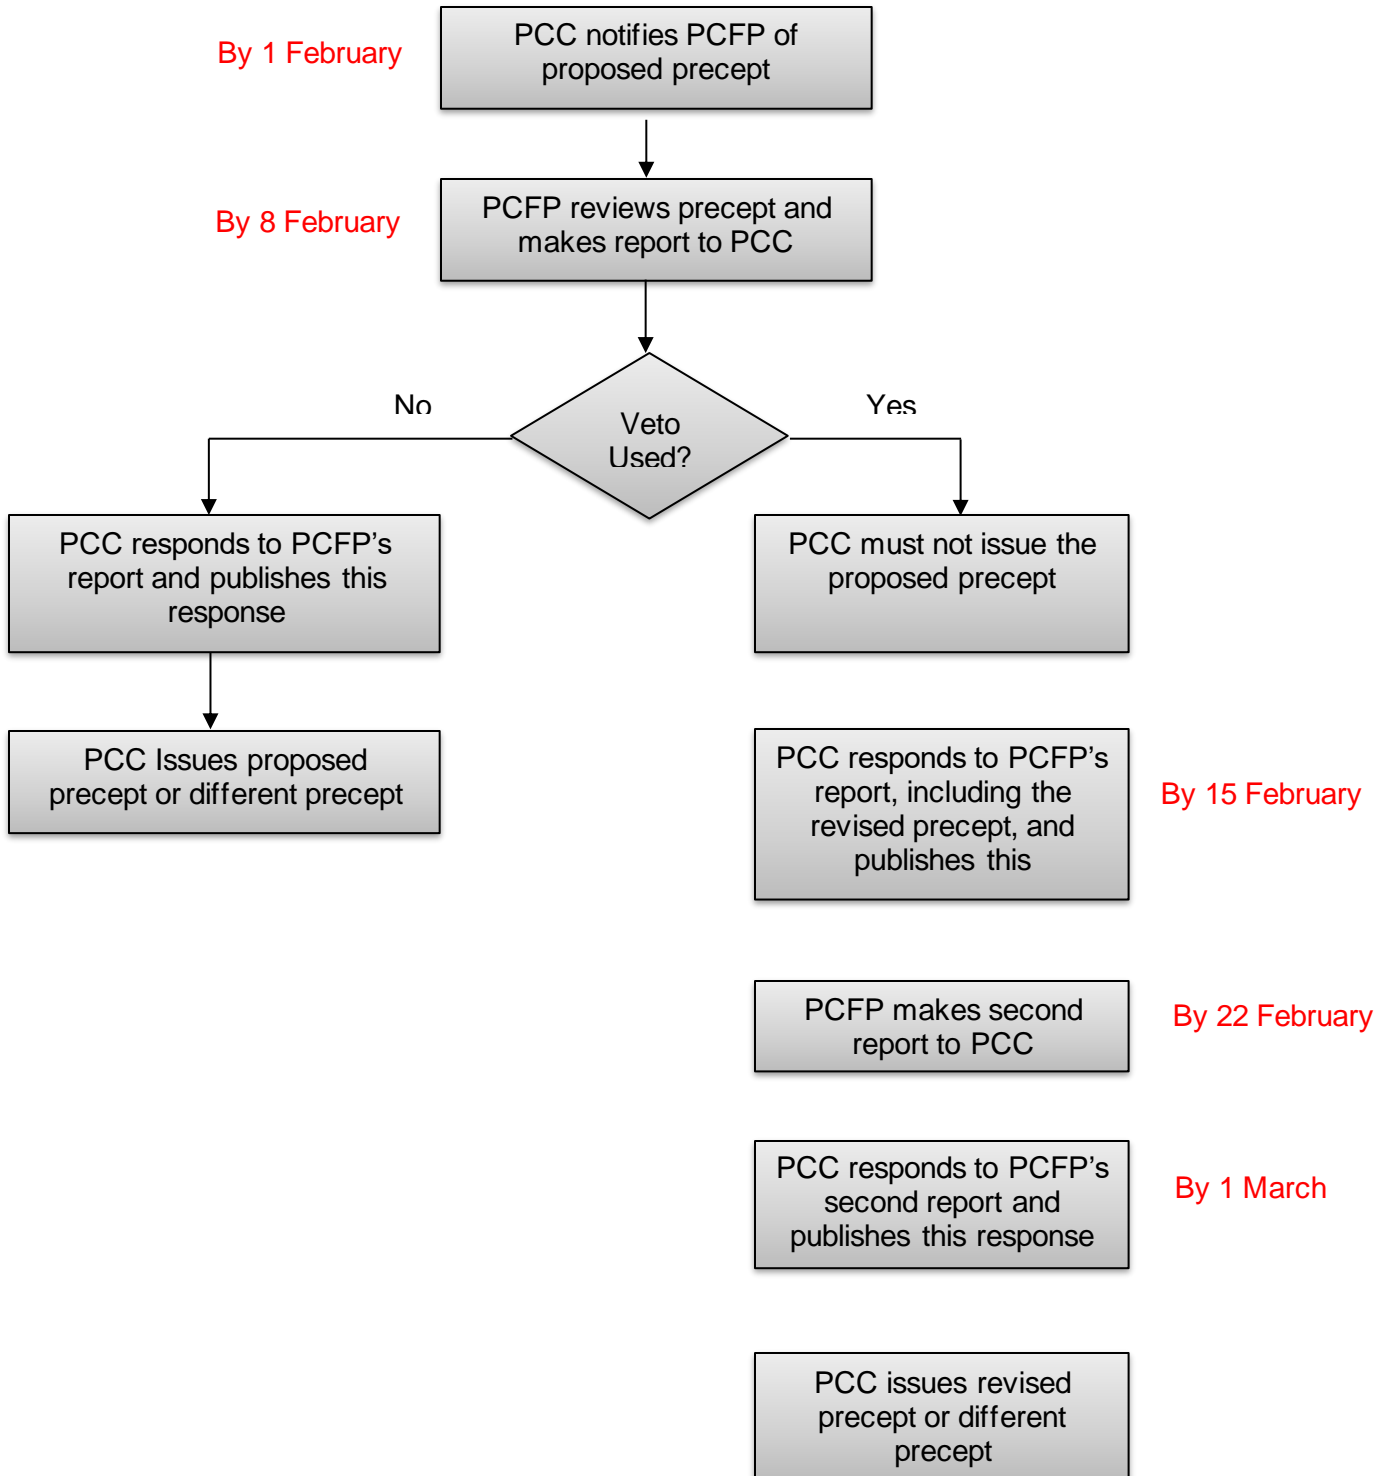 By 1 February
PCC notifies PCFP of
proposed precept
By 8 February
PCFP reviews precept and
makes report to PCC
No
Yes
Veto
Used?
PCC responds to PCFP's
report and publishes this
response
PCC must not issue the
proposed precept
PCC Issues proposed
precept or different precept
PCC responds to PCFP's
report, including the
revised precept, and
publishes this
By 15 February
PCFP makes second
report to PCC
By 22 February
PCC responds to PCFP's
second report and
publishes this response
By 1 March
PCC issues revised
precept or different
precept